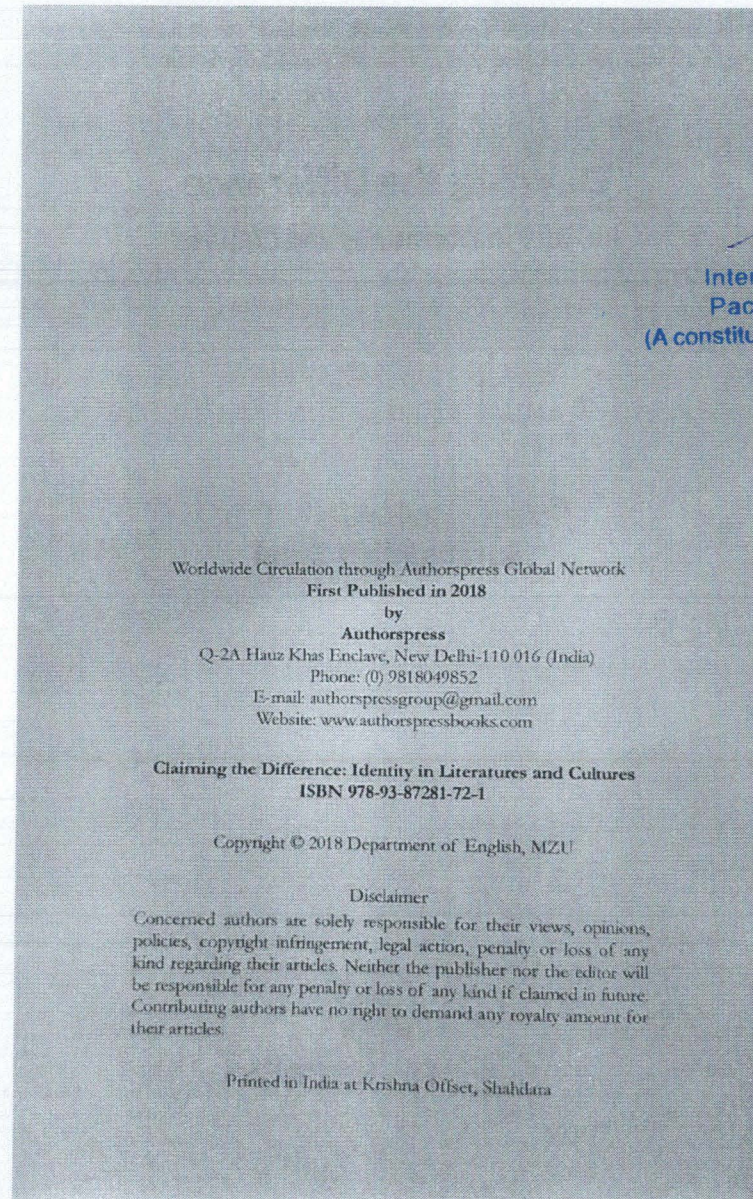 Inter
Pac
(A constitu
Worldwide Circulation through Authorspress Global Network
First Published in 2018
by
Authorspress
Q-2A Hauz Khas Enclave, New Delhi-110 016 (India)
Phone: (0) 9818049852
E-mail: authorspressgroup@gmail.com
Website: www.authorspressbooks.com
Claiming the Difference: Identity in Literatures and Cultures
ISBN 978-93-87281-72-1
Copyright © 2018 Department of English, MZU
Disclaimer
Concerned authors are solely responsible for their views, opinions,
policies, copyright infringement, legal action, penalty or loss of any
kind regarding their articles. Neither the publisher nor the editor will
be responsible for any penalty or loss of any kind if claimed in future.
Contributing authors have no right to demand any royalty amount for
their articles.
Printed in India at Krishna Offset, Shahdara